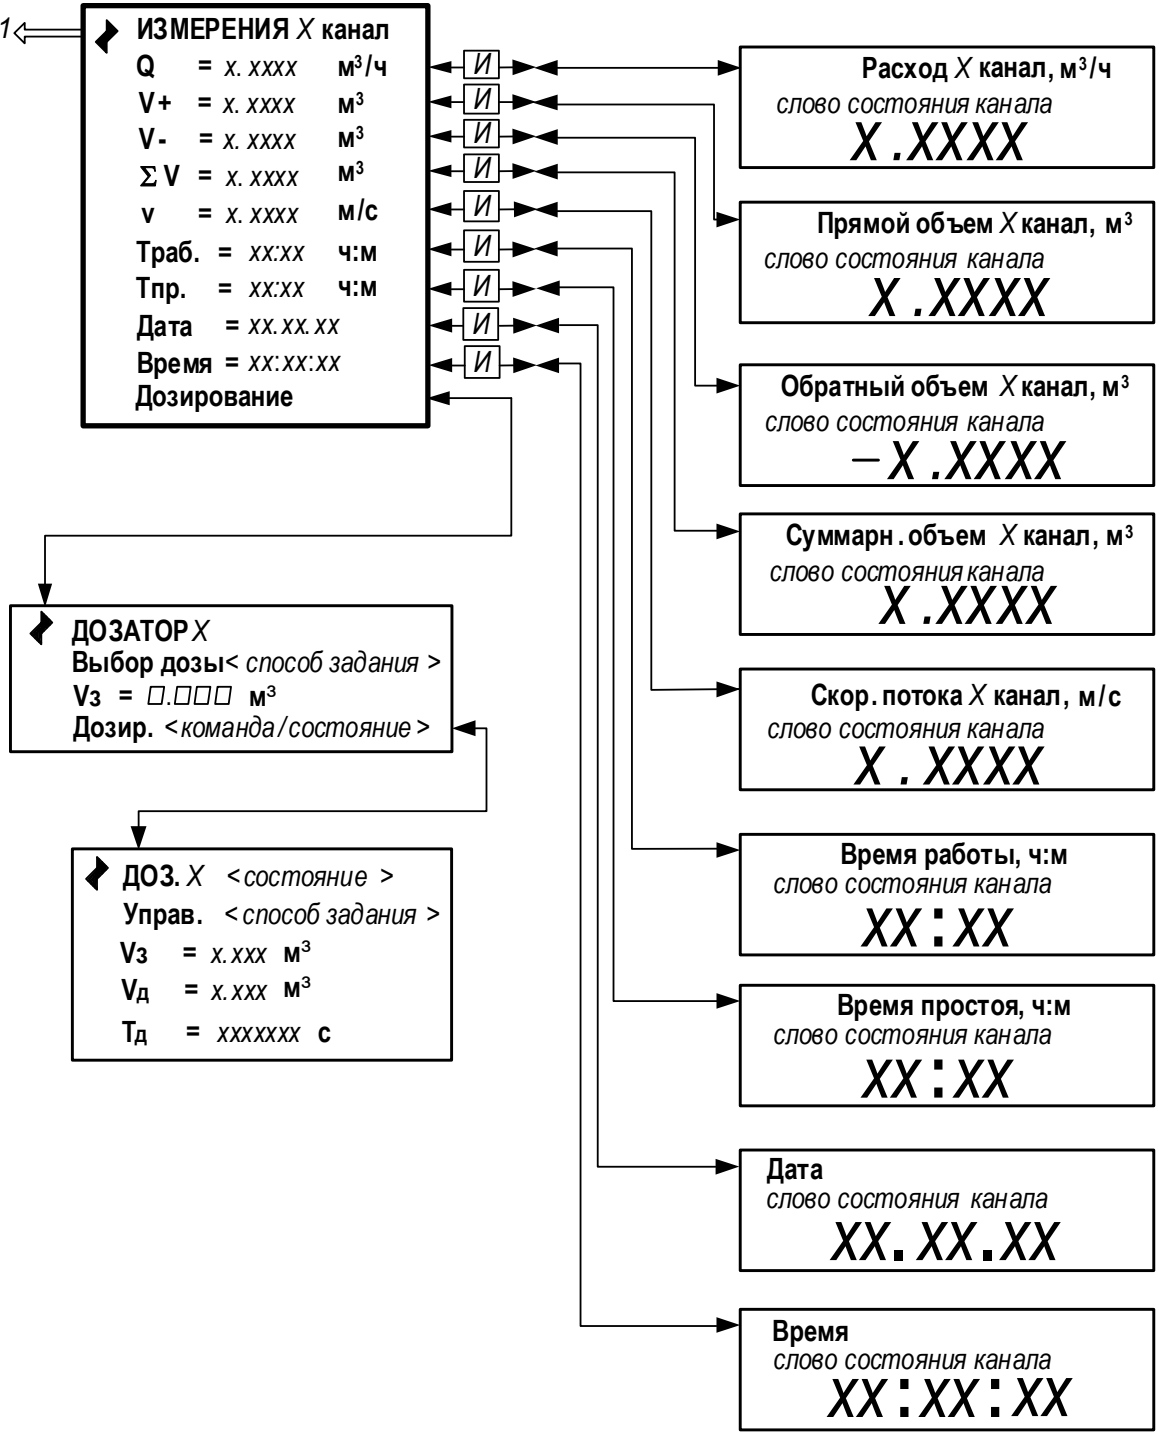 1
ИЗМЕРЕНИЯ X канал
Q = x.xxxx м³/ч
V+ = x.xxxx м³
V- = x.xxxx м³
ΣV = x.xxxx м³
v = x.xxxx м/с
Траб. = xx:xx ч:м
Тпр. = xx:xx ч:м
Дата = xx.xx.xx
Время = xx:xx:xx
Дозирование
И
И
И
И
И
И
И
И
И
Расход X канал, м³/ч
слово состояния канала
X.XXXX
Прямой объем X канал, м³
слово состояния канала
X.XXXX
Обратный объем X канал, м³
слово состояния канала
–X.XXXX
Суммарн. объем X канал, м³
слово состояния канала
X.XXXX
Скор. потока X канал, м/с
слово состояния канала
X.XXXX
Время работы, ч:м
слово состояния канала
XX:XX
Время простоя, ч:м
слово состояния канала
XX:XX
Дата
слово состояния канала
XX.XX.XX
Время
слово состояния канала
XX:XX:XX
ДОЗАТОР X
Выбор дозы < способ задания >
Vз = □.□□□ м³
Дозир. <команда/состояние>
ДОЗ. X <состояние >
Управ. <способ задания >
Vз = x.xxx м³
Vд = x.xxx м³
Тд = xxxxxxx с